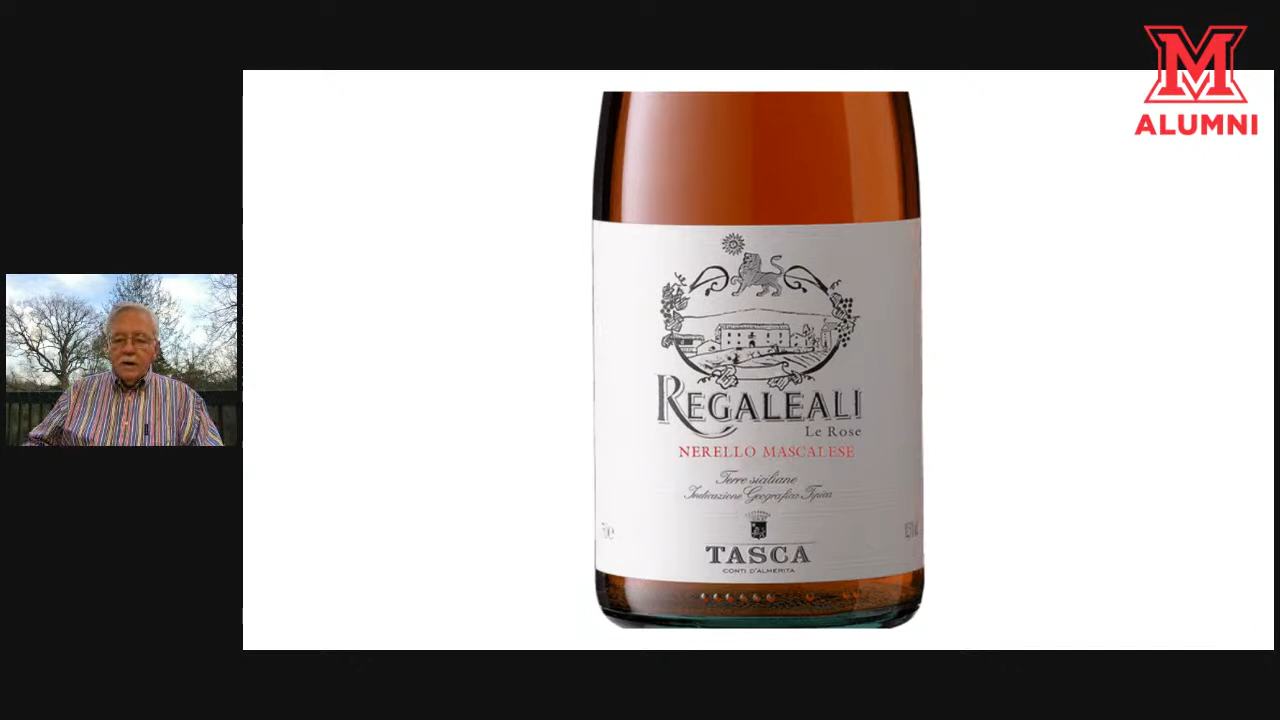 M
ALUMNI
REGALEALI
Le Rose
NERELLO MASCALESE
Terre siciliane
Indicazione Geografica Tipica
TASCA
CONTI D'ALMERITA